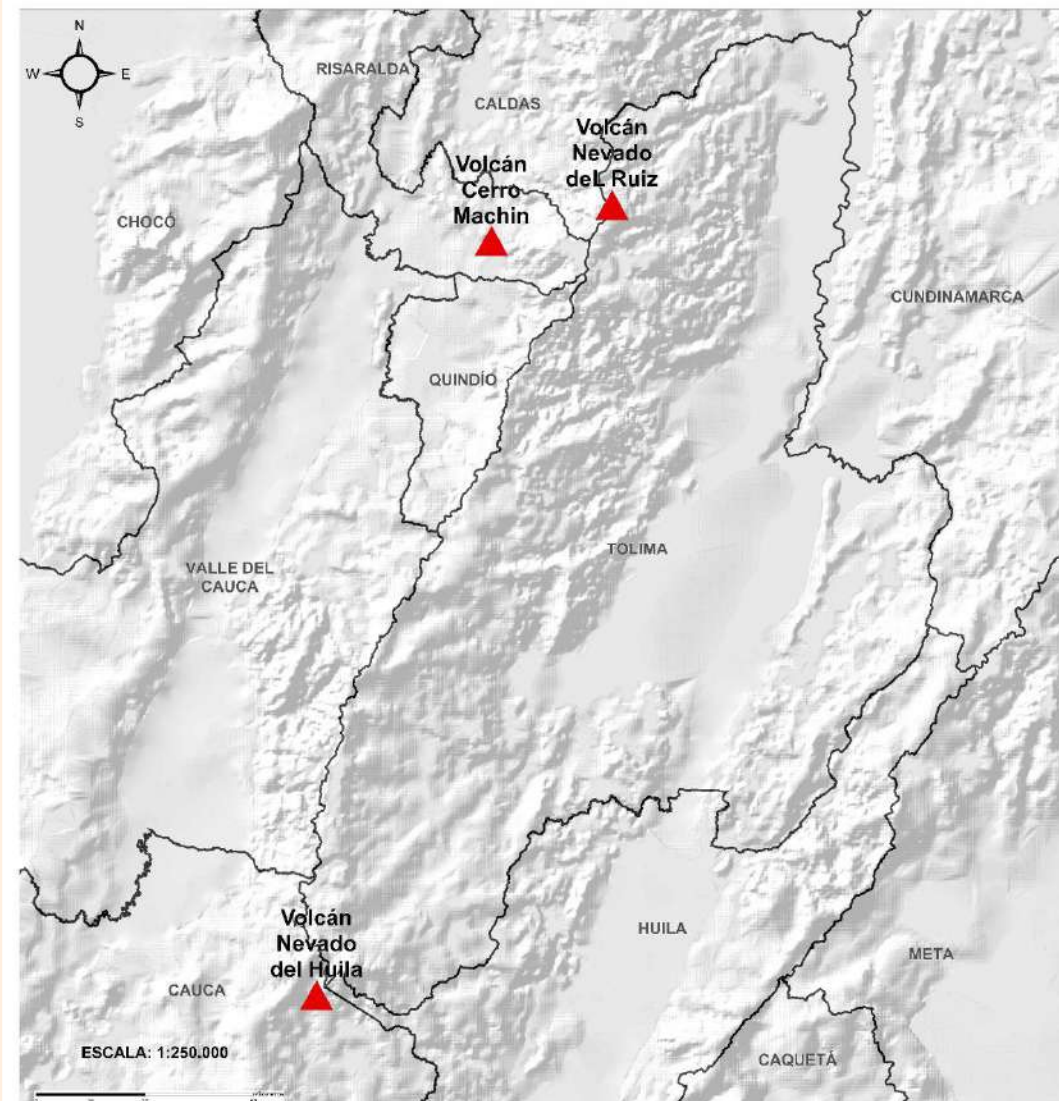 N
W E
S
RISARALDA
CALDAS
Volcán
Nevado
deL Ruiz
Volcán
Cerro
Machin
CHOCÓ
CUNDINAMARCA
QUINDÍO
TOLIMA
VALLE DEL
CAUCA
Volcán
Nevado
del Huila
HUILA
META
CAUCA
ESCALA: 1:250.000
CAQUETÁ